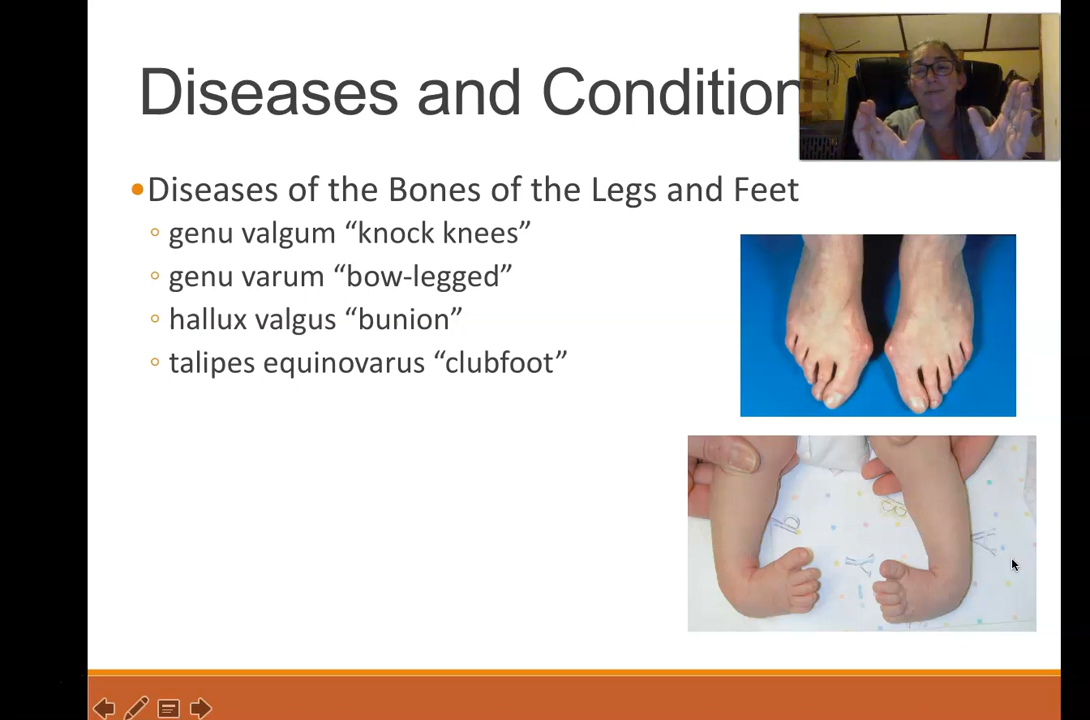 Diseases and Condition
•Diseases of the Bones of the Legs and Feet
◦ genu valgum “knock knees”
◦ genu varum “bow-legged”
◦ hallux valgus “bunion”
◦ talipes equinovarus “clubfoot”